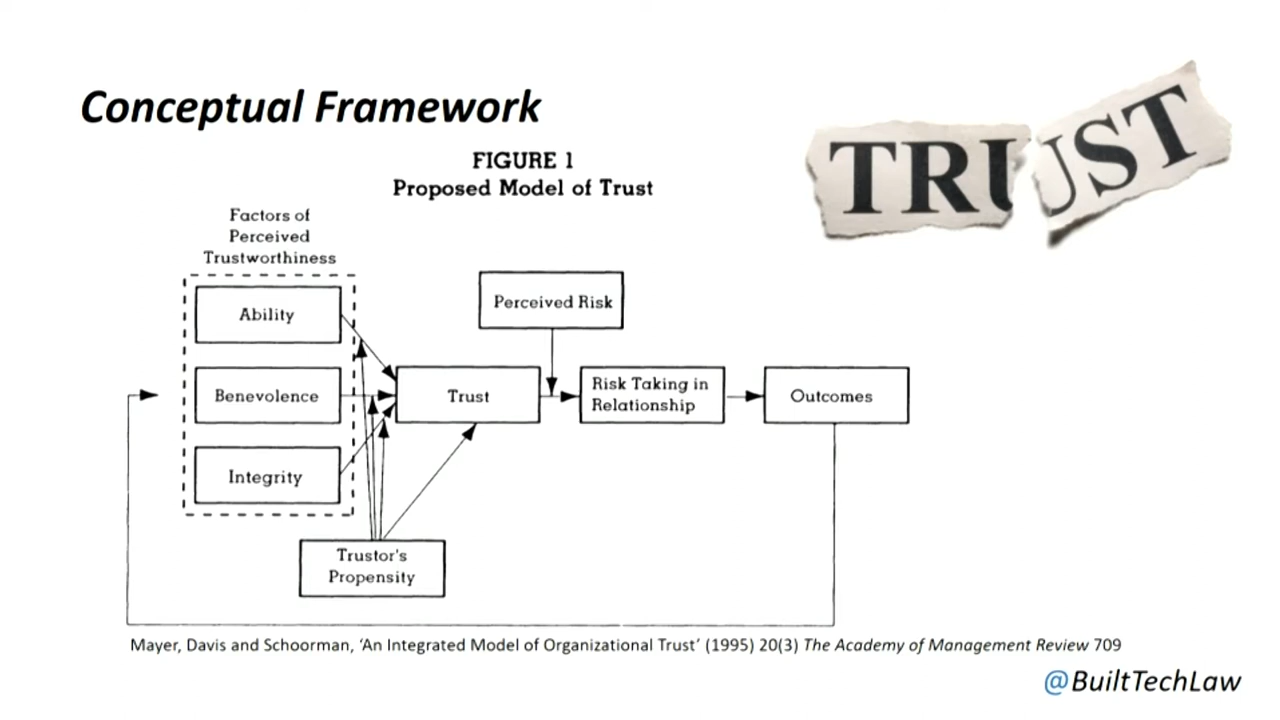 Conceptual Framework
TRUST
FIGURE 1
Proposed Model of Trust
Factors of
Perceived
Trustworthiness
Ability
Benevolence
Integrity
Trustor's
Propensity
Trust
Perceived Risk
Risk Taking in
Relationship
Outcomes
Mayer, Davis and Schoorman, ‘An Integrated Model of Organizational Trust’ (1995) 20(3) The Academy of Management Review 709
@BuiltTechLaw